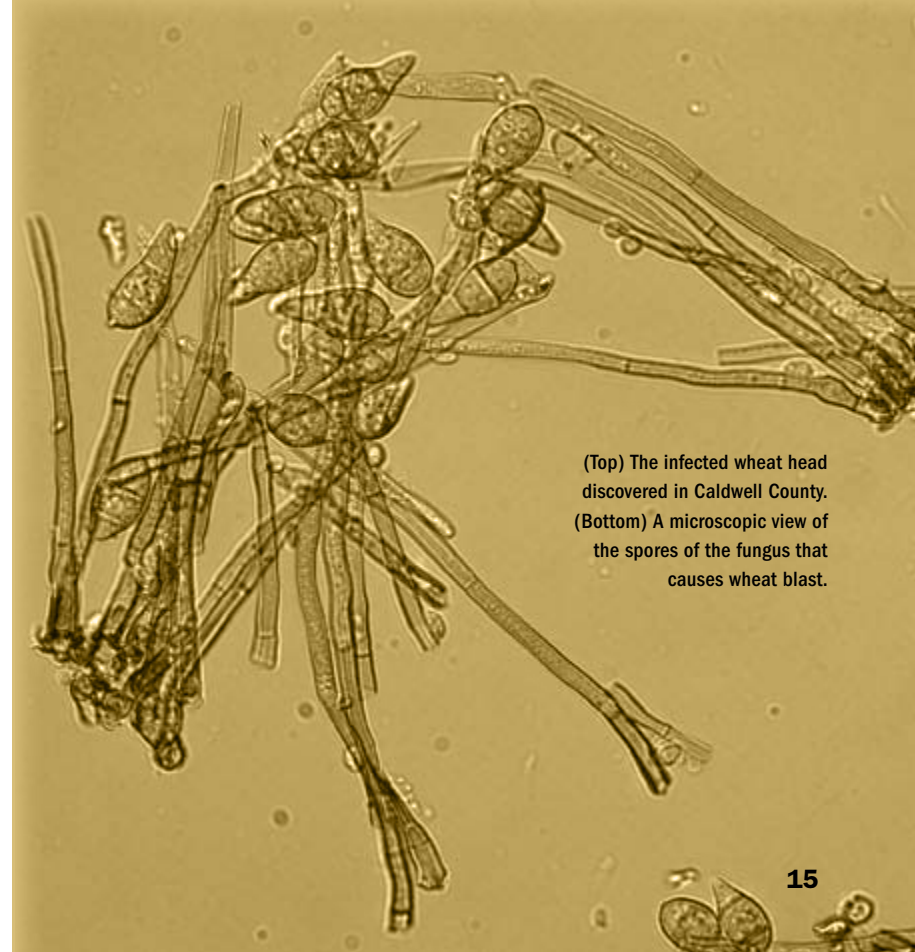 (Top) The infected wheat head
discovered in Caldwell County.
(Bottom) A microscopic view of
the spores of the fungus that
causes wheat blast.
15